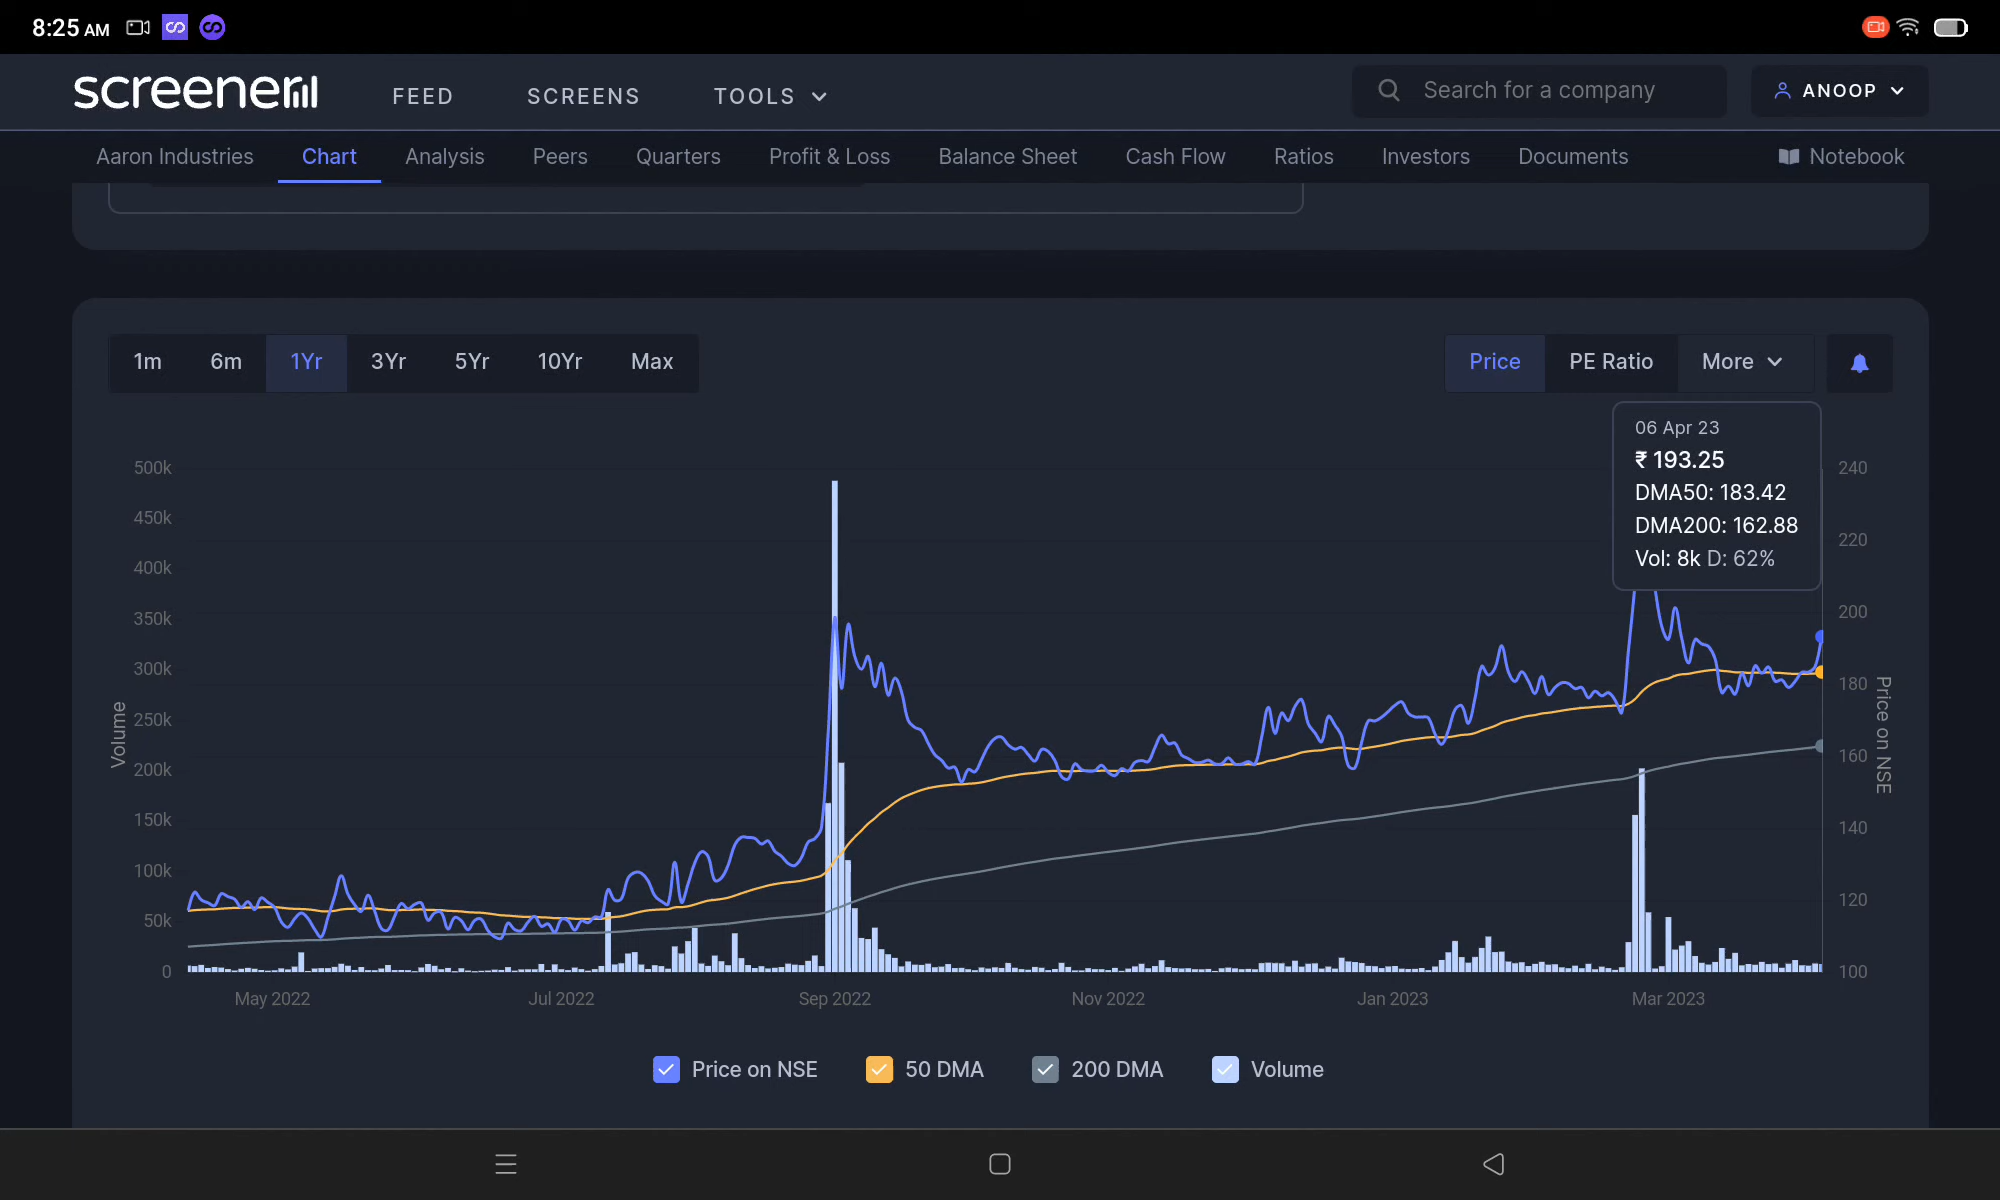 8:25 AM
screener
FEED
SCREENS
TOOLS
Search for a company
ANOOP
Aaron Industries
Chart
Analysis
Peers
Quarters
Profit & Loss
Balance Sheet
Cash Flow
Ratios
Investors
Documents
Notebook
1m
6m
1Yr
3Yr
5Yr
10Yr
Max
Price
PE Ratio
More
06 Apr 23
₹ 193.25
DMA50: 183.42
DMA200: 162.88
Vol: 8k D: 62%
500k
450k
400k
350k
300k
250k
200k
150k
100k
50k
0
Volume
240
220
200
180
160
140
120
100
Price on NSE
May 2022
Jul 2022
Sep 2022
Nov 2022
Jan 2023
Mar 2023
Price on NSE
50 DMA
200 DMA
Volume